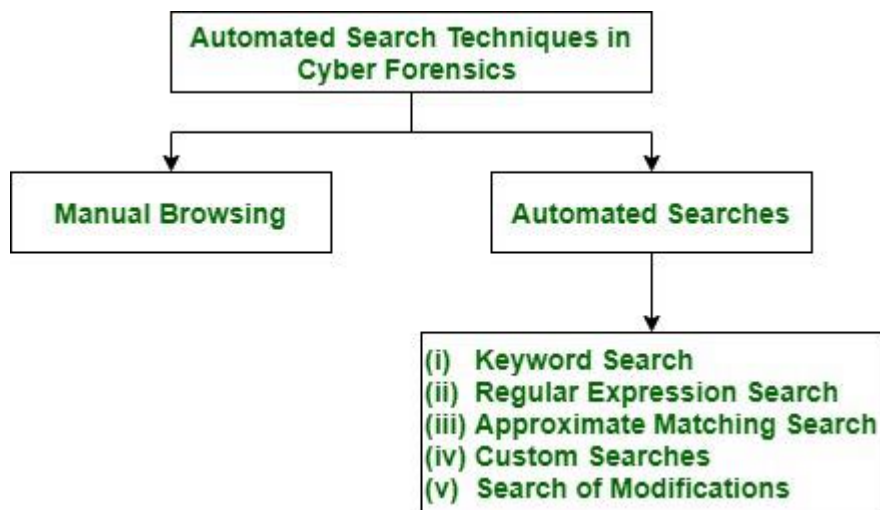 Automated Search Techniques in
Cyber Forensics
Manual Browsing
Automated Searches
(i) Keyword Search
(ii) Regular Expression Search
(iii) Approximate Matching Search
(iv) Custom Searches
(v) Search of Modifications